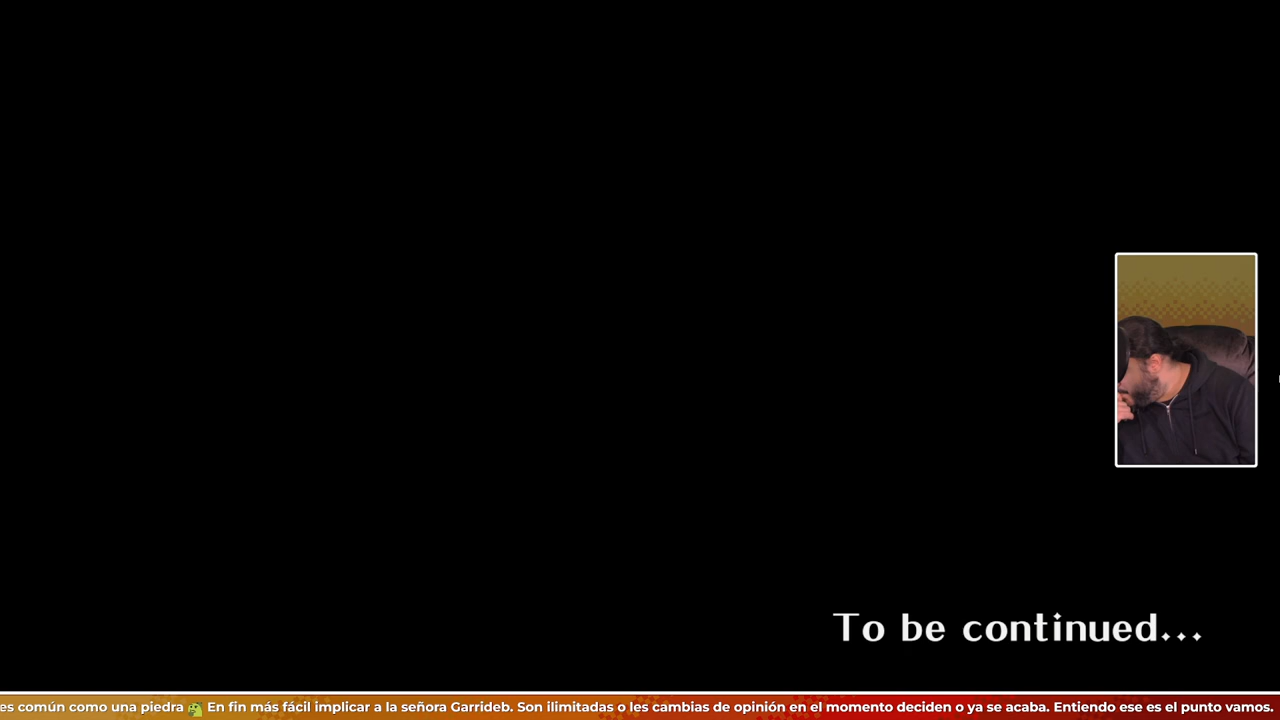 To be continued...
es común como una piedra 🤔 En fin más fácil implicar a la señora Garrideb. Son ilimitadas o les cambias de opinión en el momento deciden o ya se acaba. Entiendo ese es el punto vamos.